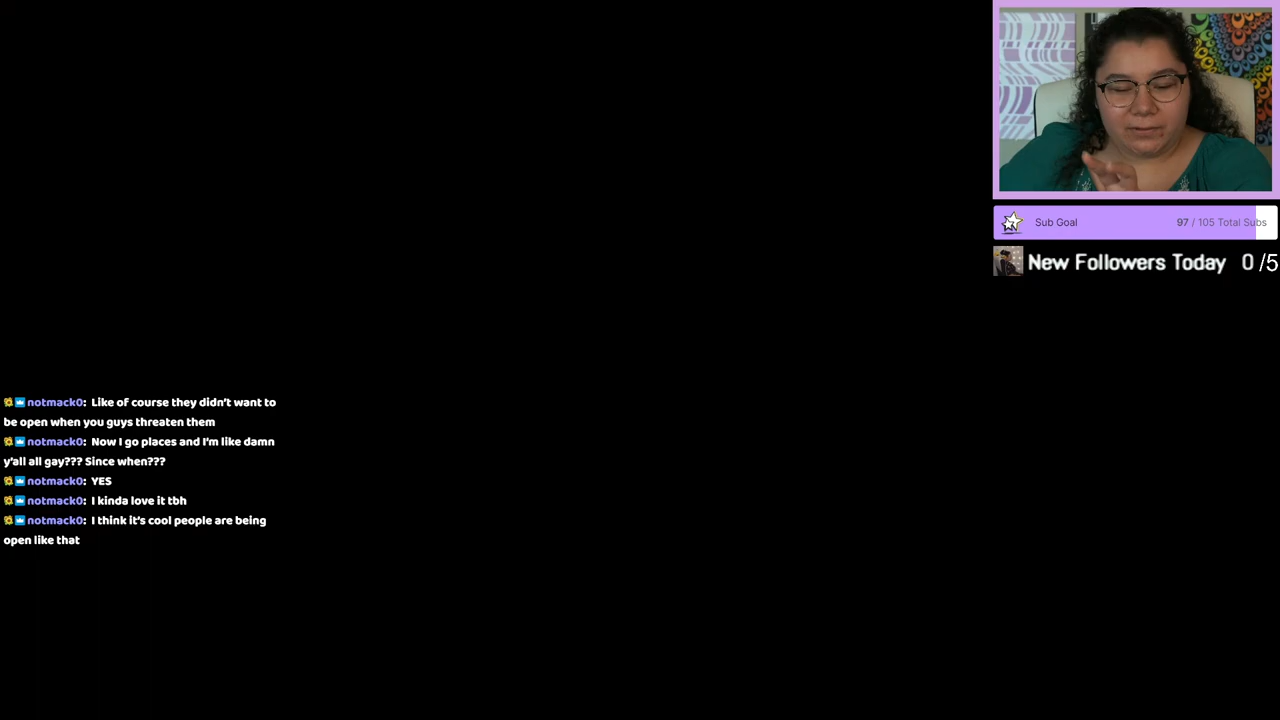 Sub Goal 97 / 105 Total Subs
New Followers Today 0 /5
notmack0: Like of course they didn't want to
be open when you guys threaten them
notmack0: Now I go places and I'm like damn
y'all all gay??? Since when???
notmack0: YES
notmack0: I kinda love it tbh
notmack0: I think it's cool people are being
open like that